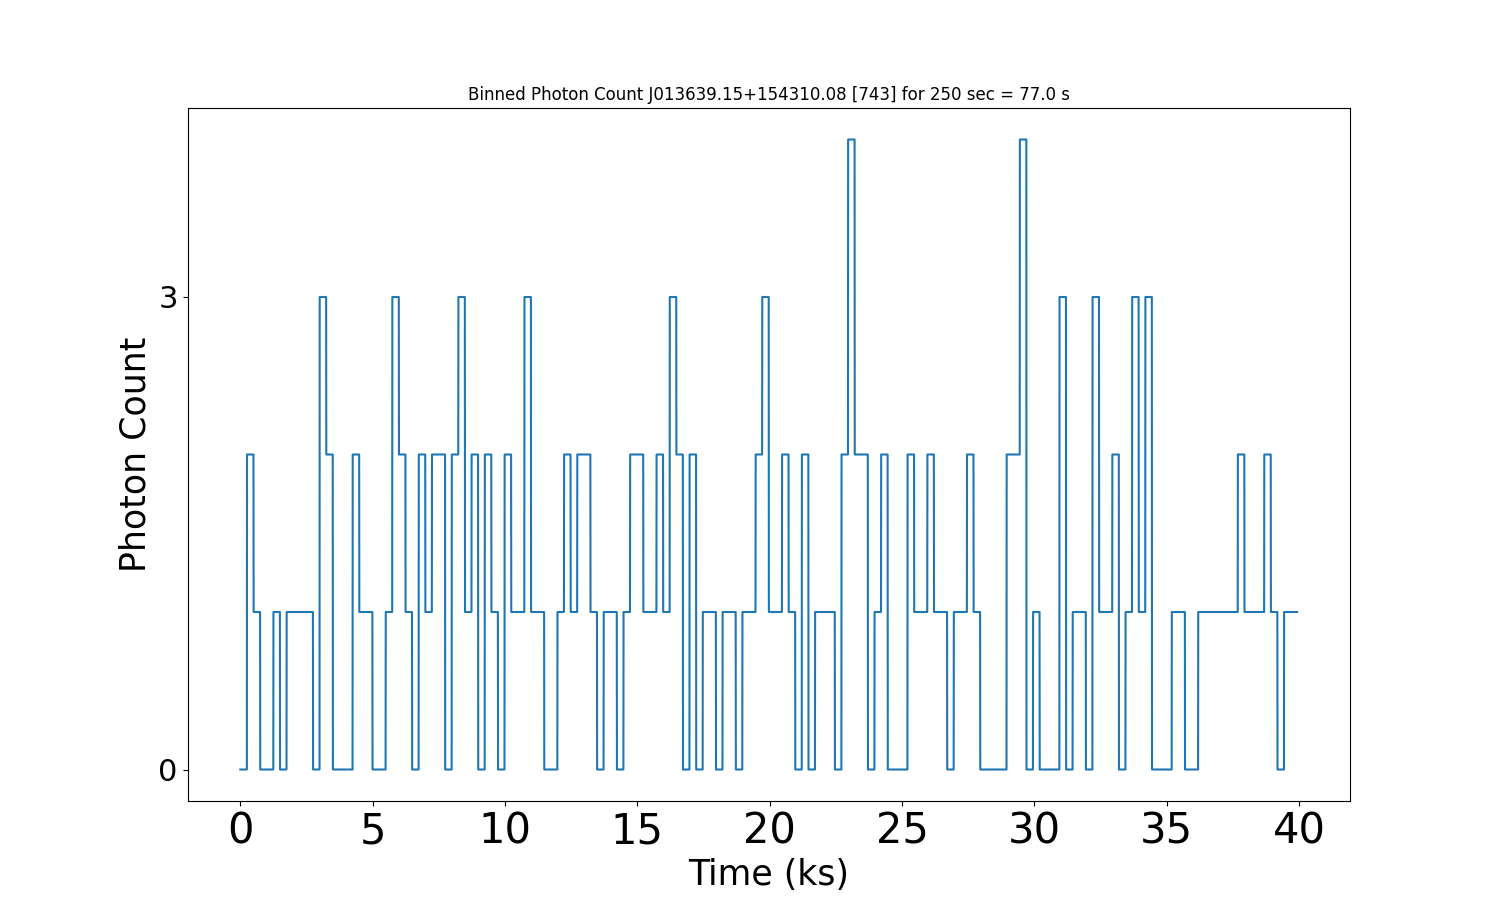 Binned Photon Count J013639.15+154310.08 [743] for 250 sec = 77.0 s
Photon Count
3
0
0 5 10 15 20 25 30 35 40
Time (ks)